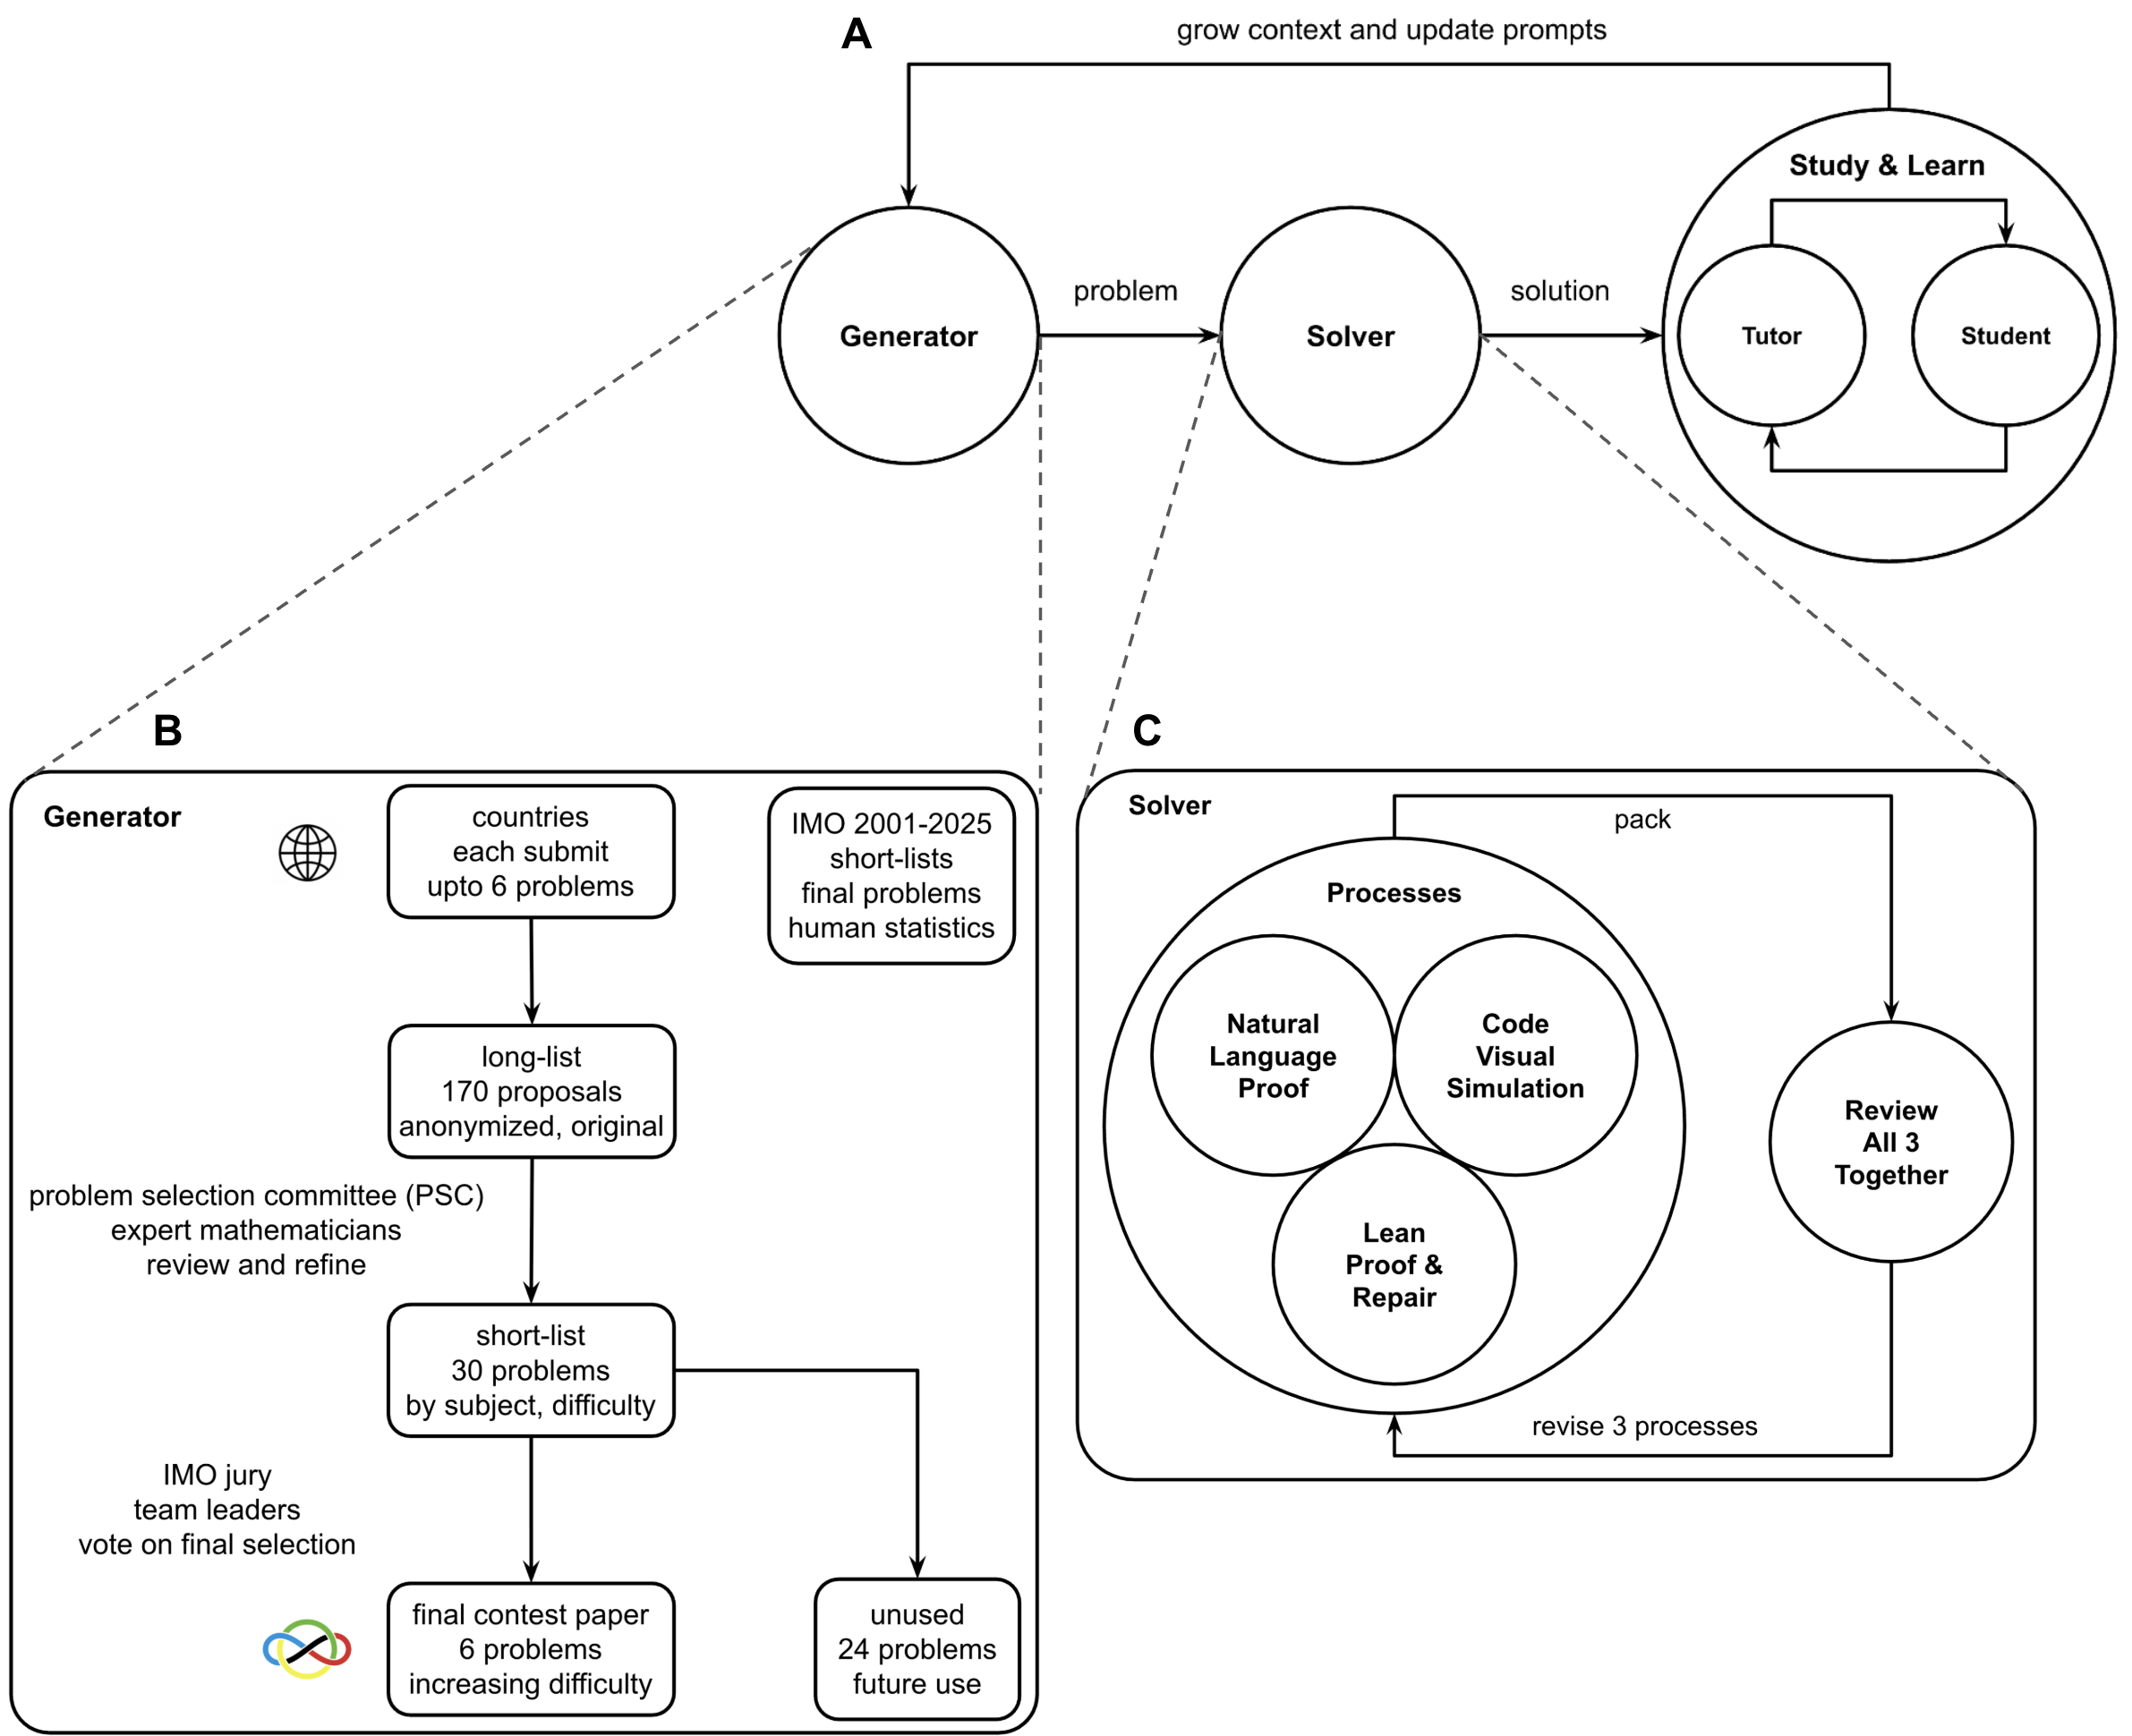 A
grow context and update prompts
Study & Learn
Generator
problem
Solver
solution
Tutor
Student
B
Generator
countries
each submit
upto 6 problems
IMO 2001-2025
short-lists
final problems
human statistics
long-list
170 proposals
anonymized, original
problem selection committee (PSC)
expert mathematicians
review and refine
short-list
30 problems
by subject, difficulty
IMO jury
team leaders
vote on final selection
final contest paper
6 problems
increasing difficulty
unused
24 problems
future use
C
Solver
pack
Processes
Natural
Language
Proof
Code
Visual
Simulation
Lean
Proof &
Repair
Review
All 3
Together
revise 3 processes